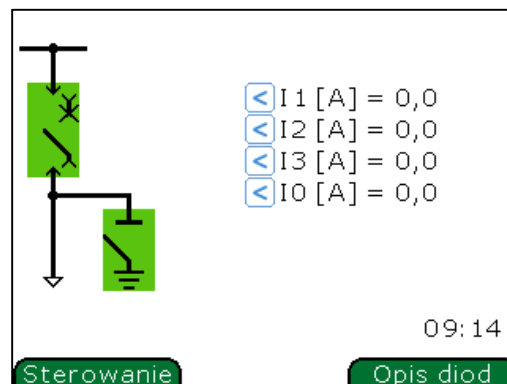 < I1 [A] = 0,0
< I2 [A] = 0,0
< I3 [A] = 0,0
< I0 [A] = 0,0
09:14
Sterowanie
Opis diod